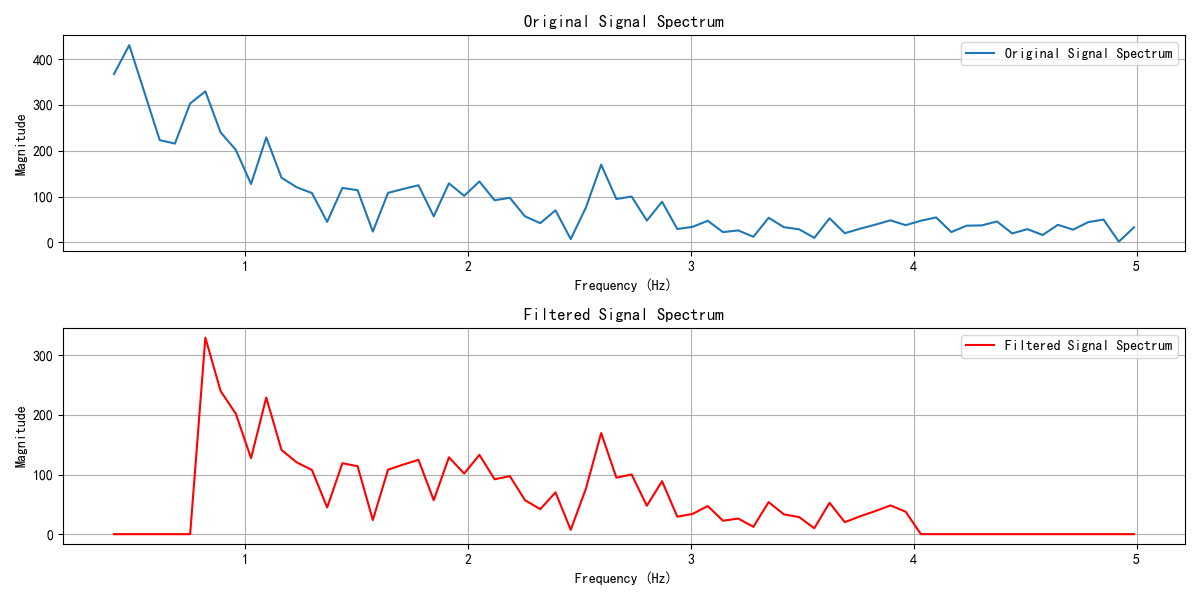 Original Signal Spectrum
Original Signal Spectrum
Magnitude
400
300
200
100
0
1 2 3 4 5
Frequency (Hz)
Filtered Signal Spectrum
Filtered Signal Spectrum
Magnitude
300
200
100
0
1 2 3 4 5
Frequency (Hz)